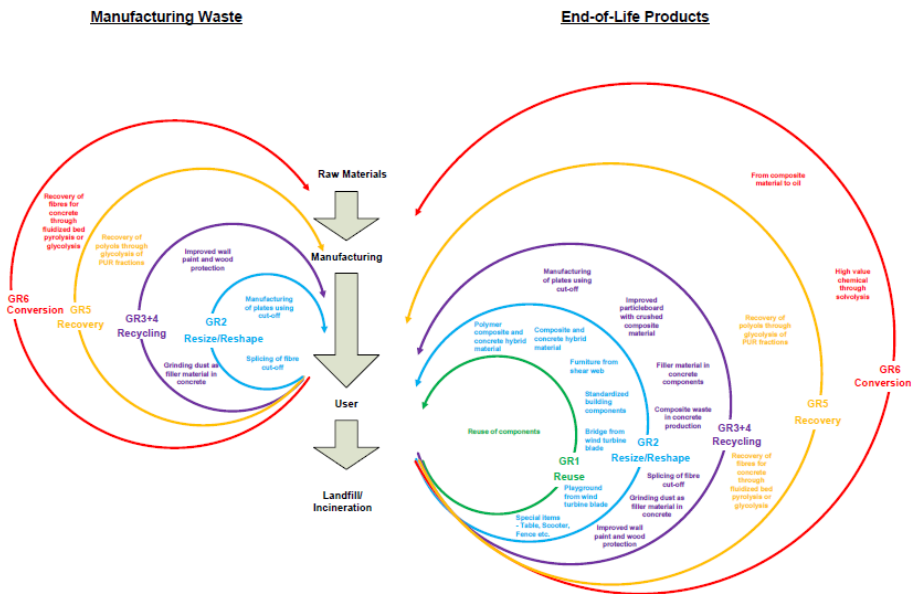 Manufacturing Waste
End-of-Life Products
Raw Materials
Manufacturing
User
Landfill/
Incineration
Recovery of
fibres for
concrete
through
fluidized bed
pyrolysis or
glycolysis
Recovery of
polyole through
glycolysis of
PUR fractions
Improved wall
paint and wood
protection
Manufacturing
of plates using
cut-off
GR6
Conversion
GR5
Recovery
GR3+4
Recycling
GR2
Resize/Reshape
Splicing of fibre
cut-off
Grinding dust as
filler material in
concrete
From composite
material to oil
High value
chemical
through
solvolysis
Manufacturing
of plates using
cut-off
Improved
particleboard
with crushed
composite
material
Polymer
composite and
concrete hybrid
material
Composite and
concrete hybrid
material
Recovery of
polyole through
glycolysis of
PUR fractions
Furniture from
shear web
Filler material in
concrete
components
GR6
Conversion
Standardized
building
components
GR5
Recovery
Composite waste
in concrete
production
Reuse of components
Bridge from
wind turbine
blade
GR3+4
Recycling
GR2
Resize/Reshape
GR1
Reuse
Recovery of
fibres for
concrete
through
fluidized bed
pyrolysis or
glycolysis
Splicing of fibre
cut-off
Playground
from wind
turbine blade
Grinding dust as
filler material in
concrete
Special items
- Table, Scooter,
Fence etc.
Improved wall
paint and wood
protection